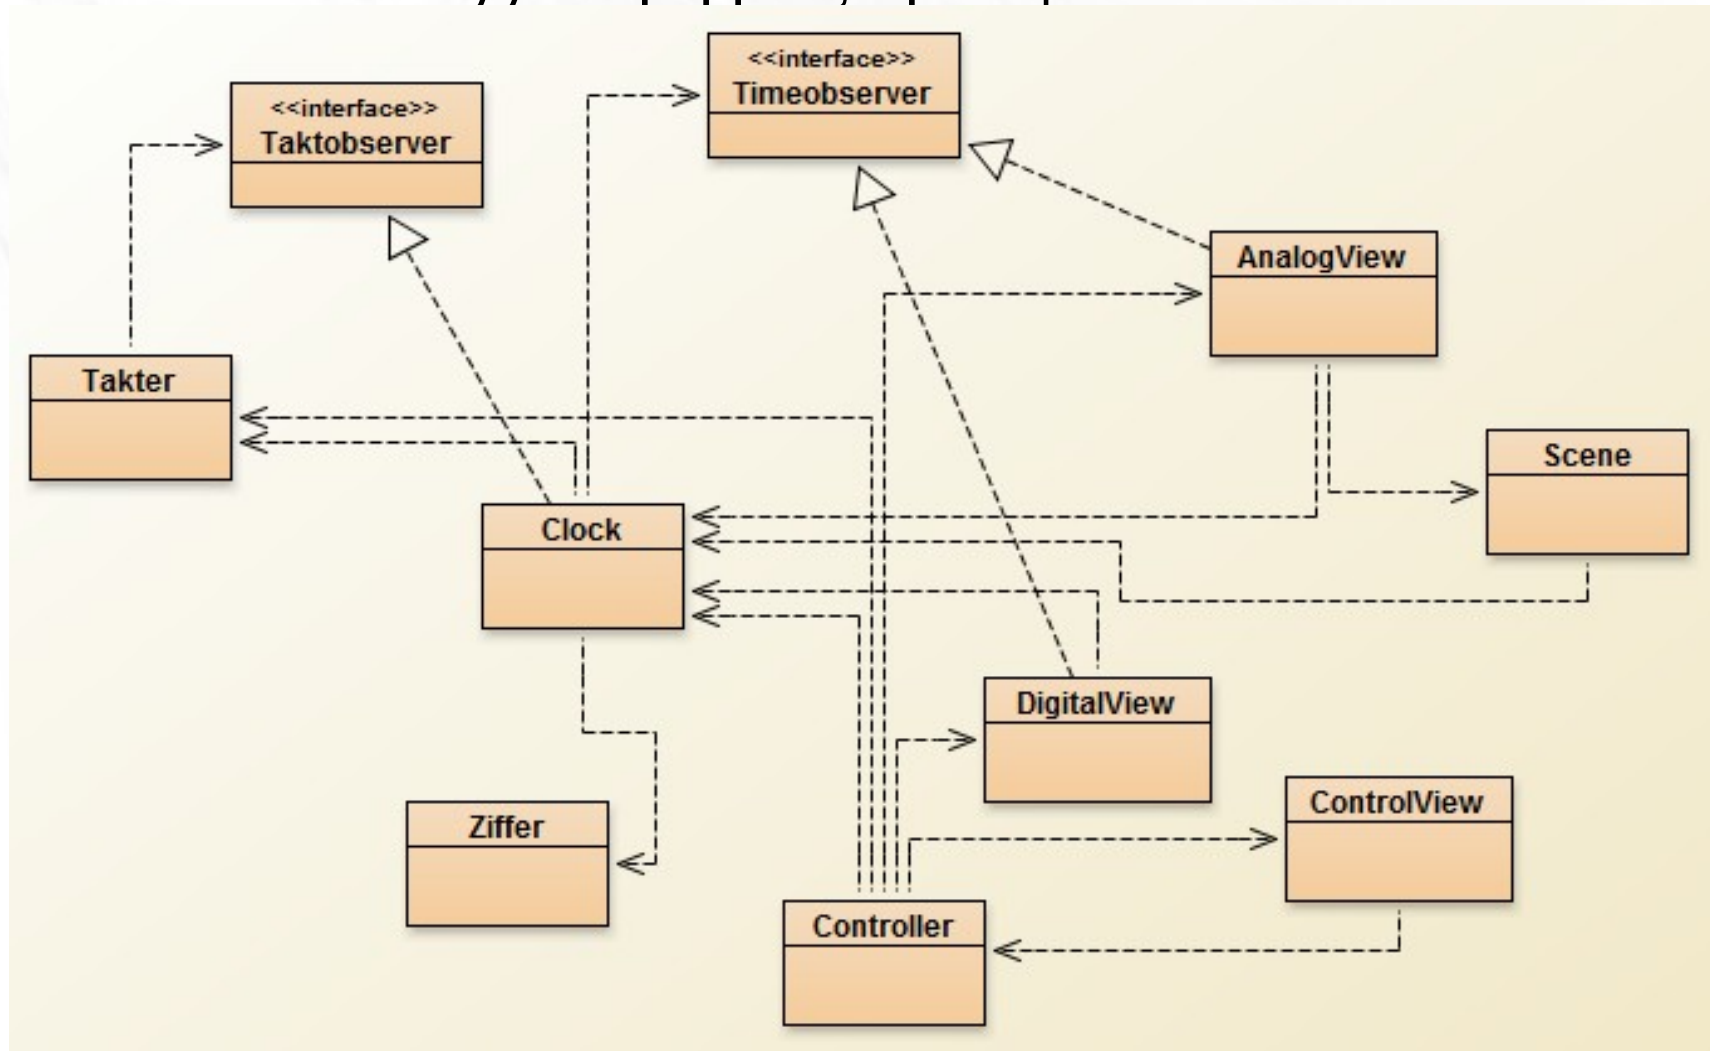 <<interface>>
Timeobserver
<<interface>>
Taktobserver
AnalogView
Takter
Scene
Clock
DigitalView
ControlView
Ziffer
Controller